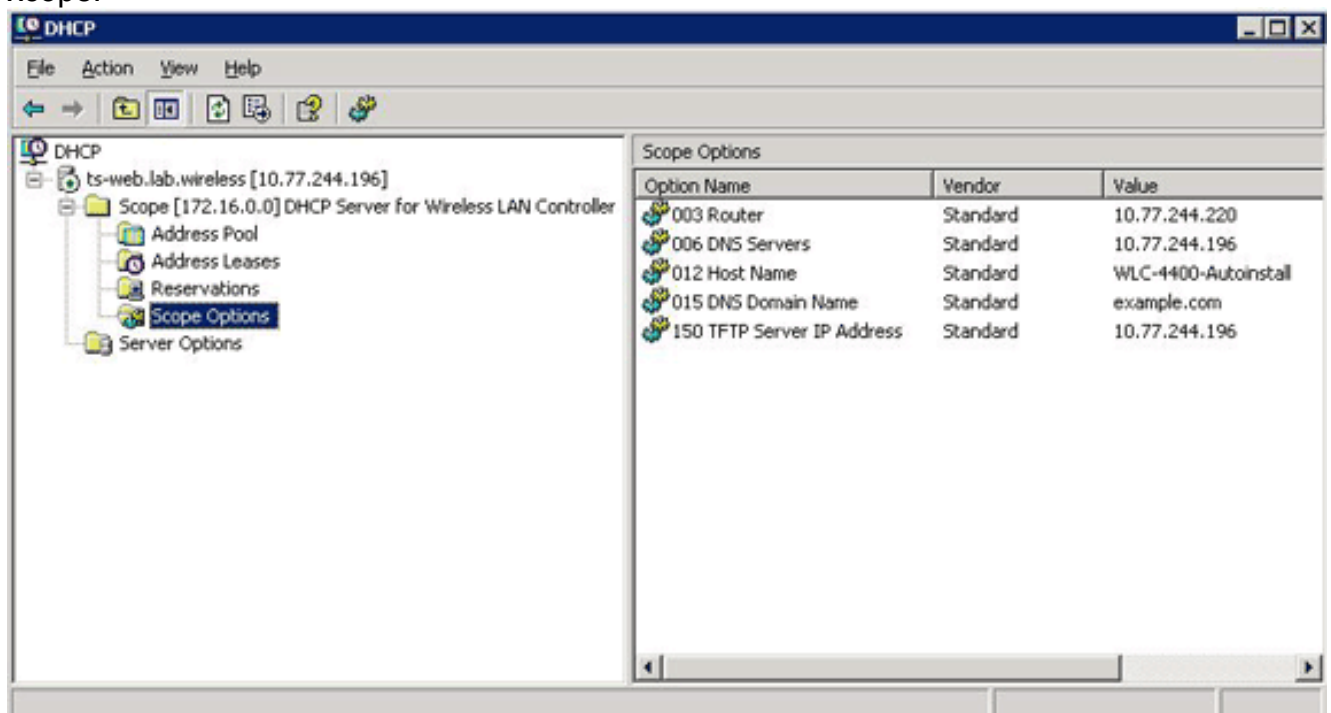 scope.
DHCP
File Action View Help
DHCP
ts-web.lab.wireless [10.77.244.196]
Scope [172.16.0.0] DHCP Server for Wireless LAN Controller
Address Pool
Address Leases
Reservations
Scope Options
Server Options
Scope Options
Option Name Vendor Value
003 Router Standard 10.77.244.220
006 DNS Servers Standard 10.77.244.196
012 Host Name Standard WLC-4400-Autoinstall
015 DNS Domain Name Standard example.com
150 TFTP Server IP Address Standard 10.77.244.196